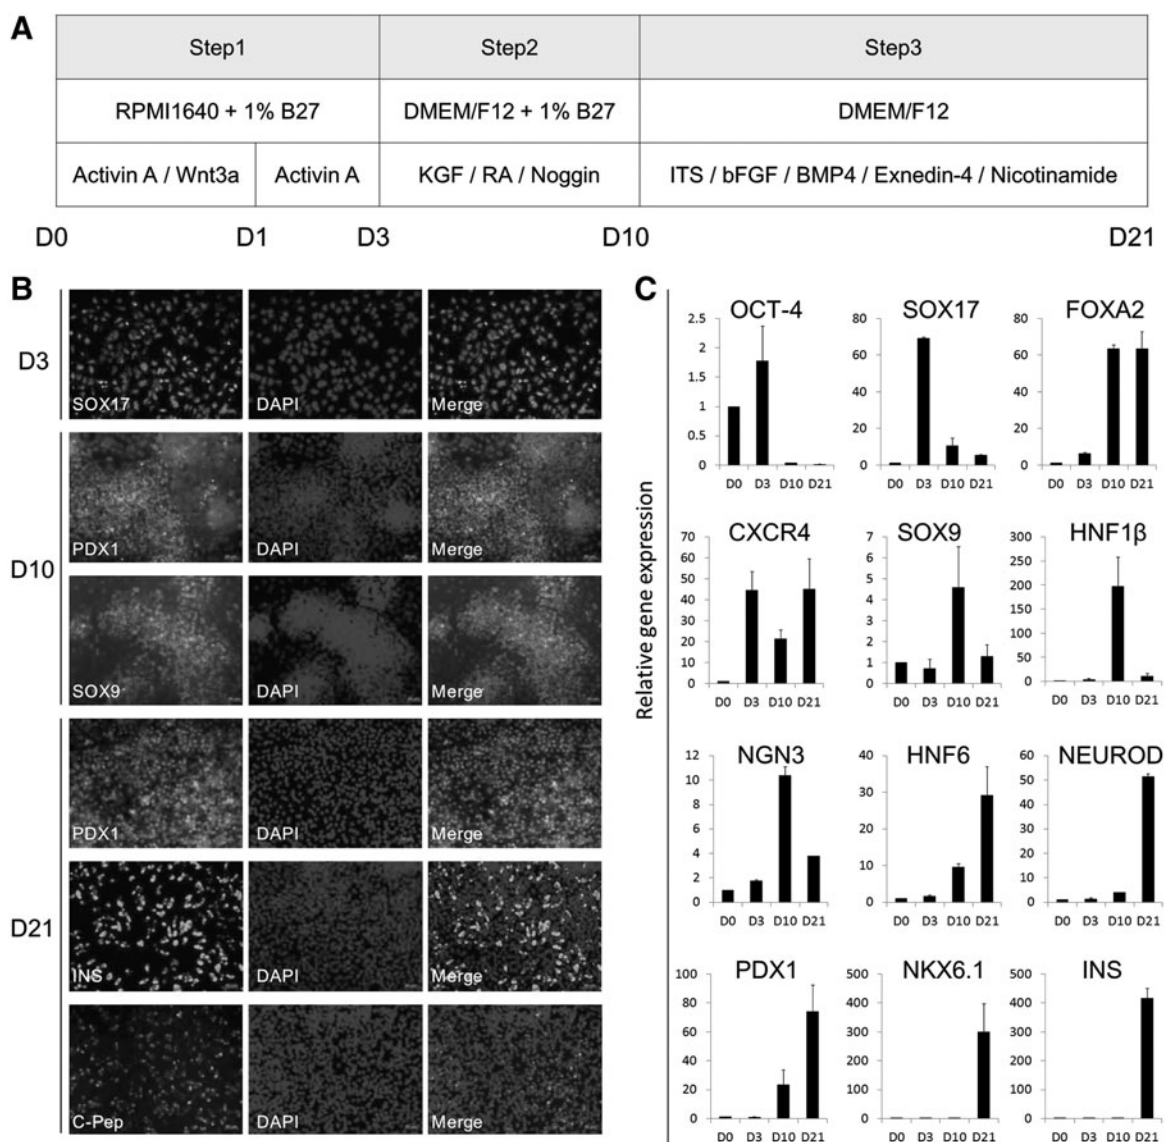 A
Step1 Step2 Step3
RPMI1640 + 1% B27 DMEM/F12 + 1% B27 DMEM/F12
Activin A / Wnt3a Activin A KGF / RA / Noggin ITS / bFGF / BMP4 / Exnedin-4 / Nicotinamide
D0 D1 D3 D10 D21
B
D3
SOX17 DAPI Merge
D10
PDX1 DAPI Merge
SOX9 DAPI Merge
D21
PDX1 DAPI Merge
INS DAPI Merge
C-Pep DAPI Merge
C
Relative gene expression
OCT-4
2.5
2
1.5
1
0.5
0
D0 D3 D10 D21
SOX17
80
60
40
20
0
D0 D3 D10 D21
FOXA2
80
60
40
20
0
D0 D3 D10 D21
CXCR4
70
60
50
40
30
20
10
0
D0 D3 D10 D21
SOX9
7
6
5
4
3
2
1
0
D0 D3 D10 D21
HNF1β
300
250
200
150
100
50
0
D0 D3 D10 D21
NGN3
12
10
8
6
4
2
0
D0 D3 D10 D21
HNF6
40
30
20
10
0
D0 D3 D10 D21
NEUROD
60
50
40
30
20
10
0
D0 D3 D10 D21
PDX1
100
80
60
40
20
0
D0 D3 D10 D21
NKX6.1
500
400
300
200
100
0
D0 D3 D10 D21
INS
500
400
300
200
100
0
D0 D3 D10 D21